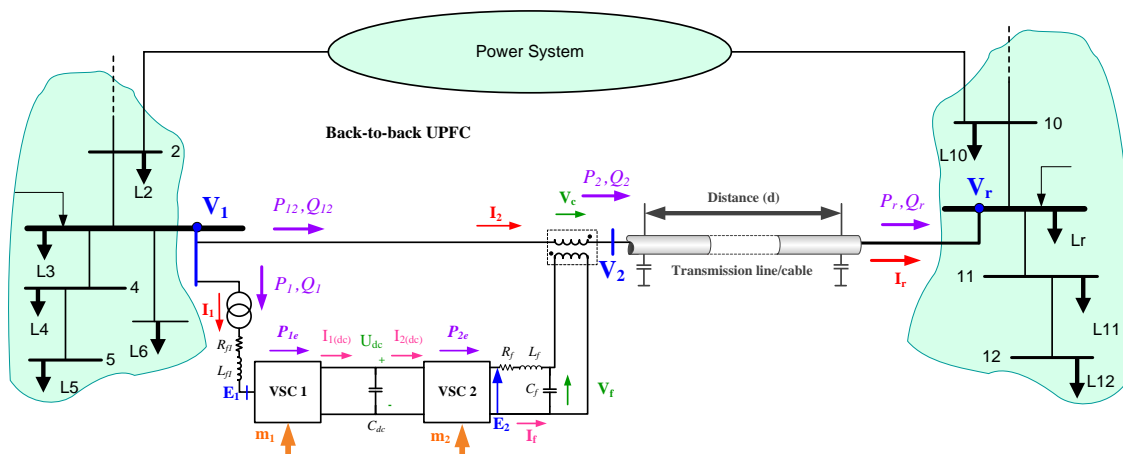 Power System
Back-to-back UPFC
2
L2
V1
P12,Q12
I2
Vc
P2,Q2
Distance (d)
Pr,Qr
Vr
10
L10
Lr
L3
4
L4
5
L5
L6
P1,Q1
I1
Rf1
Lf1
E1
VSC 1
m1
P1e
I1(dc)
Udc
+
-
Cdc
I2(dc)
P2e
VSC 2
m2
Rf
Lf
Cf
E2
If
Vf
V2
Transmission line/cable
Ir
11
L11
12
L12